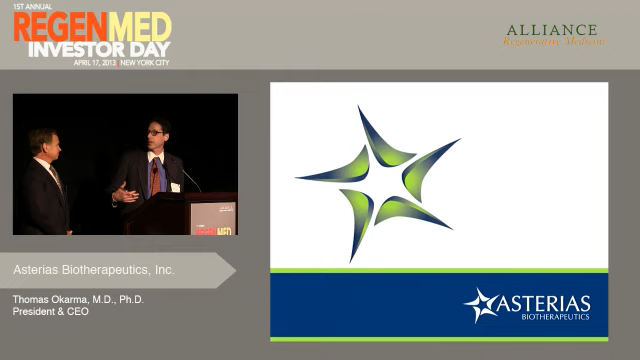 1ST ANNUAL
REGENMED
INVESTOR DAY
APRIL 17, 2013 | NEW YORK CITY
ALLIANCE
Regenerative Medicine
REGENMED
Asterias Biotherapeutics, Inc.
Thomas Okarma, M.D., Ph.D.
President & CEO
ASTERIAS
BIOTHERAPEUTICS